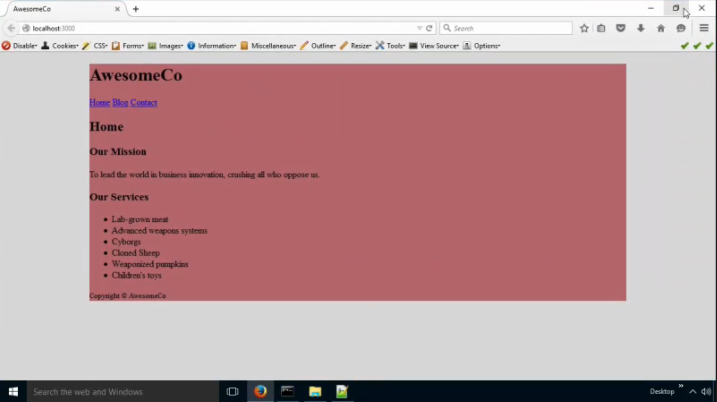 AwesomeCo
localhost:3000
Search
Disable Cookies CSS Forms Images Information Miscellaneous Outline Resize Tools View Source Options
AwesomeCo
Home Blog Contact
Home
Our Mission
To lead the world in business innovation, crushing all who oppose us.
Our Services
Lab-grown meat
Advanced weapons systems
Cyborgs
Cloned Sheep
Weaponized pumpkins
Children's toys
Copyright © AwesomeCo
Search the web and Windows
Desktop